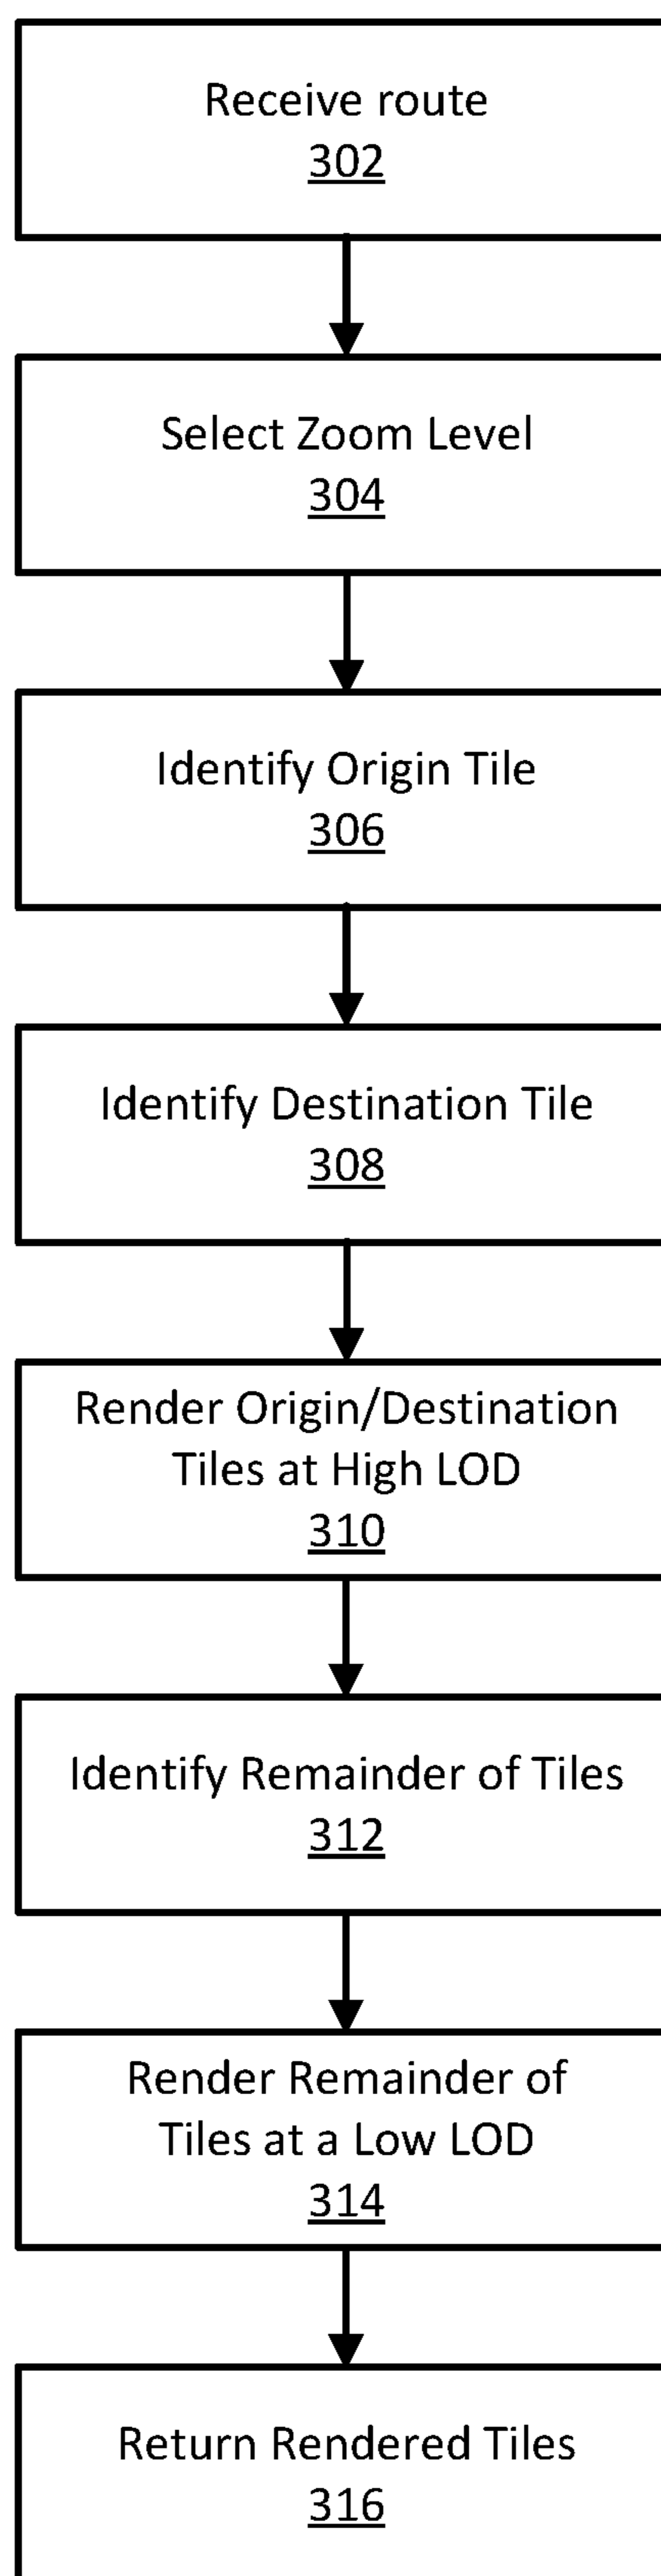 Receive route
302
Select Zoom Level
304
Identify Origin Tile
306
Identify Destination Tile
308
Render Origin/Destination
Tiles at High LOD
310
Identify Remainder of Tiles
312
Render Remainder of
Tiles at a Low LOD
314
Return Rendered Tiles
316